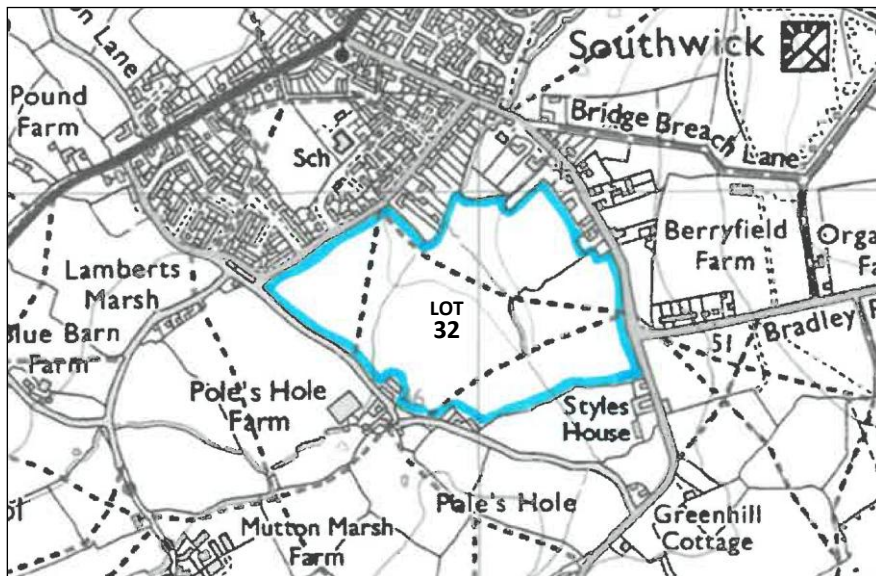 Lane
Southwick
Pound
Farm
Sch
Bridge Breach Lane
Lamberts
Marsh
Berryfield
Farm
Blue Barn
Farm
LOT
32
Bradley
51
Pole's Hole
Farm
Styles
House
Pole's Hole
Mutton Marsh
Farm
Greenhill
Cottage